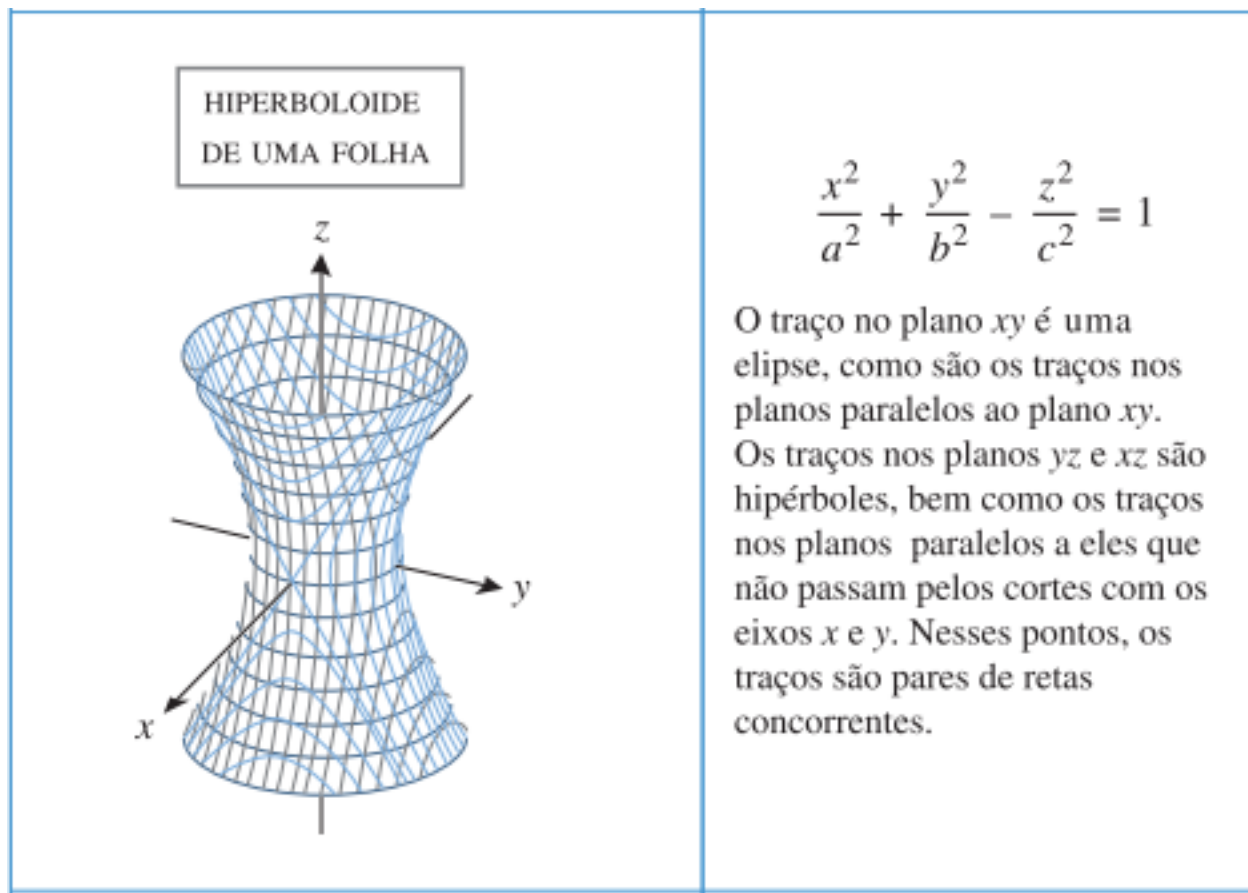 HIPERBOLOIDE
DE UMA FOLHA
z
y
x
x²/a² + y²/b² − z²/c² = 1
O traço no plano xy é uma
elipse, como são os traços nos
planos paralelos ao plano xy.
Os traços nos planos yz e xz são
hipérboles, bem como os traços
nos planos paralelos a eles que
não passam pelos cortes com os
eixos x e y. Nesses pontos, os
traços são pares de retas
concorrentes.